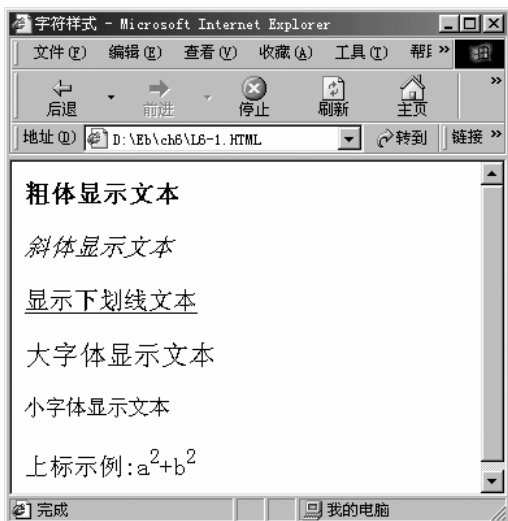 字符样式 - Microsoft Internet Explorer
文件(F) 编辑(E) 查看(V) 收藏(A) 工具(T) 帮 »
后退 前进 停止 刷新 主页 »
地址(D) D:\Eb\ch6\L6-1.HTML 转到 链接 »
粗体显示文本
斜体显示文本
显示下划线文本
大字体显示文本
小字体显示文本
上标示例:a²+b²
完成 我的电脑